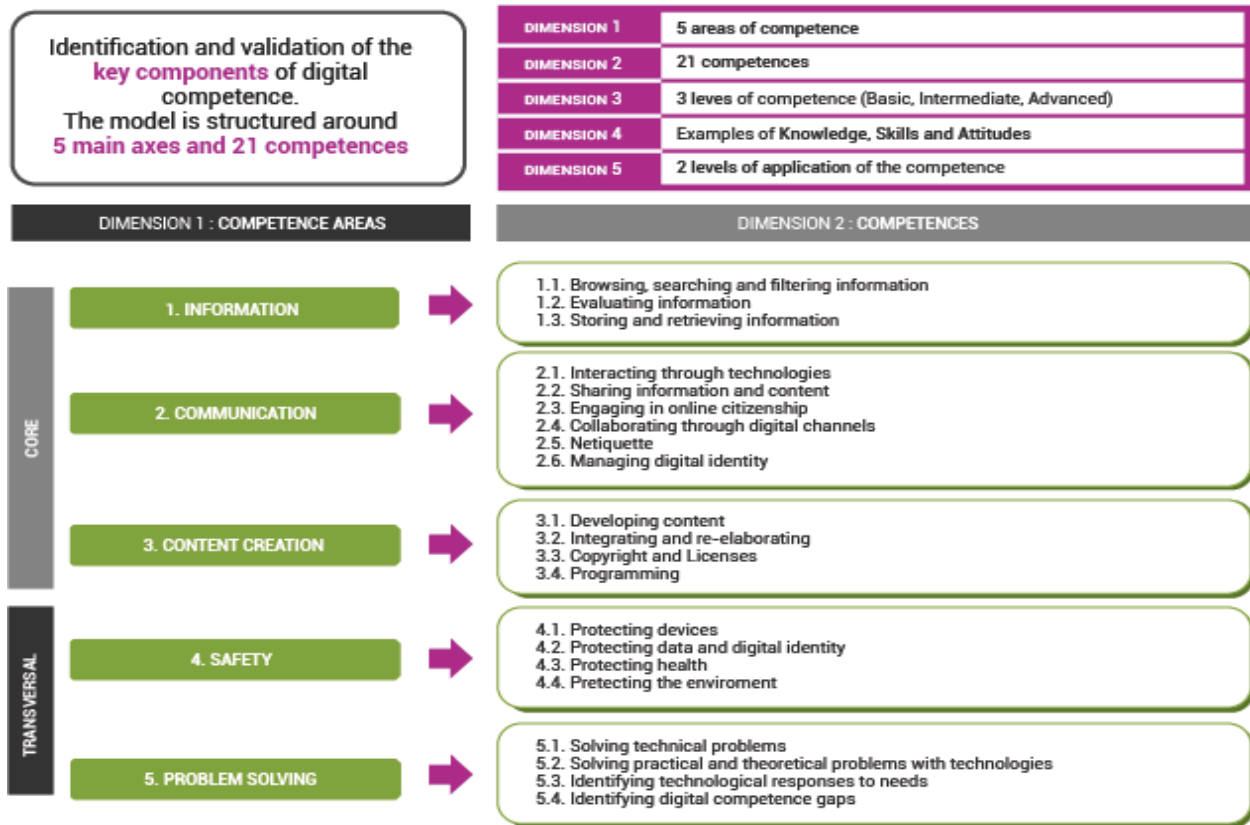 Identification and validation of the
key components of digital
competence.
The model is structured around
5 main axes and 21 competences
DIMENSION 1 5 areas of competence
DIMENSION 2 21 competences
DIMENSION 3 3 leves of competence (Basic, Intermediate, Advanced)
DIMENSION 4 Examples of Knowledge, Skills and Attitudes
DIMENSION 5 2 levels of application of the competence
DIMENSION 1 : COMPETENCE AREAS
DIMENSION 2 : COMPETENCES
CORE
1. INFORMATION
1.1. Browsing, searching and filtering information
1.2. Evaluating information
1.3. Storing and retrieving information
2. COMMUNICATION
2.1. Interacting through technologies
2.2. Sharing information and content
2.3. Engaging in online citizenship
2.4. Collaborating through digital channels
2.5. Netiquette
2.6. Managing digital identity
3. CONTENT CREATION
3.1. Developing content
3.2. Integrating and re-elaborating
3.3. Copyright and Licenses
3.4. Programming
TRANSVERSAL
4. SAFETY
4.1. Protecting devices
4.2. Protecting data and digital identity
4.3. Protecting health
4.4. Pretecting the enviroment
5. PROBLEM SOLVING
5.1. Solving technical problems
5.2. Solving practical and theoretical problems with technologies
5.3. Identifying technological responses to needs
5.4. Identifying digital competence gaps